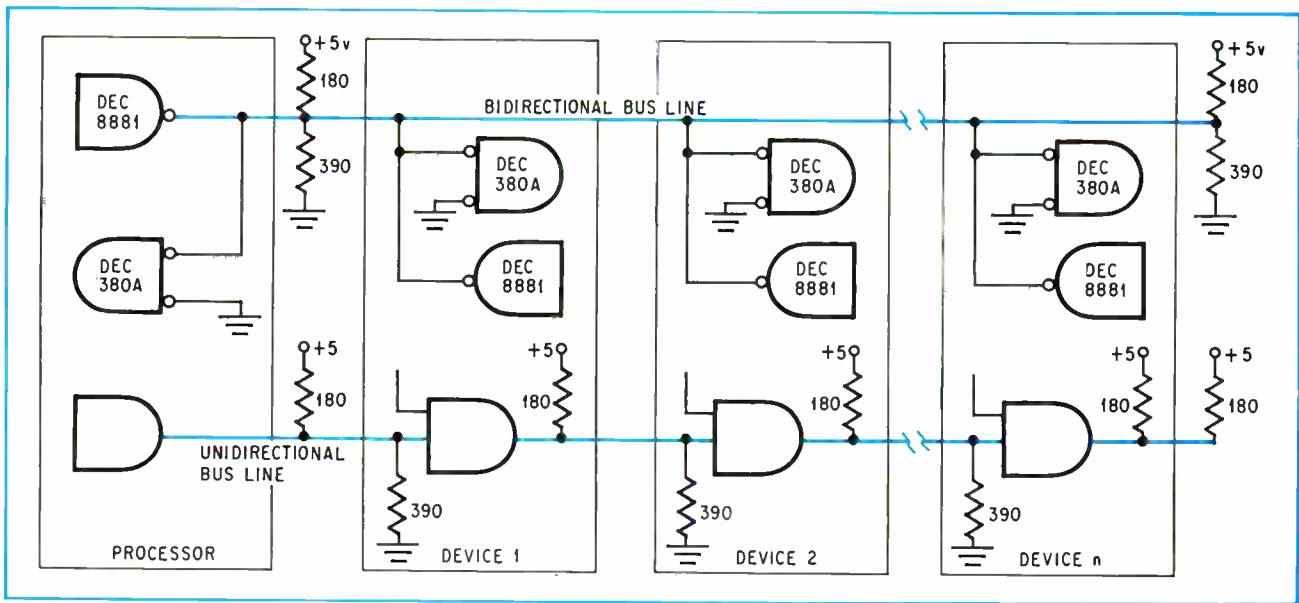 +5v
180
390
DEC
8881
DEC
380A
BIDIRECTIONAL BUS LINE
DEC
380A
DEC
8881
DEC
380A
DEC
8881
DEC
380A
DEC
8881
+5v
180
390
+5
180
UNIDIRECTIONAL
BUS LINE
390
+5
180
390
+5
180
390
+5
180
+5
180
PROCESSOR
DEVICE 1
DEVICE 2
DEVICE n